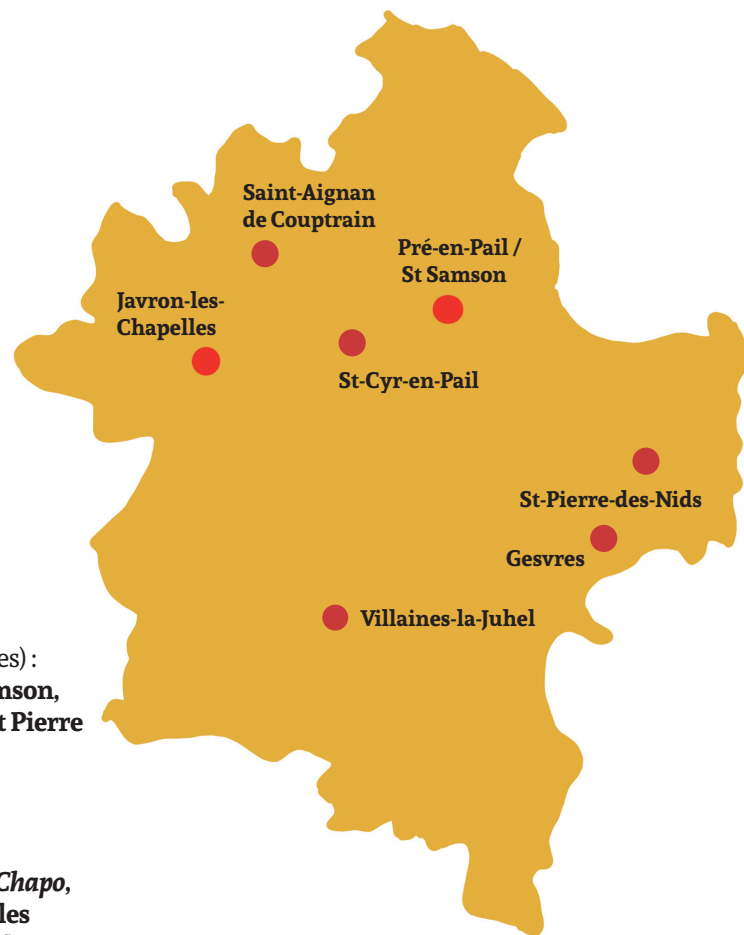 Saint-Aignan
de Couptrain
Pré-en-Pail /
St Samson
Javron-les-
Chapelles
St-Cyr-en-Pail
St-Pierre-des-Nids
Gesvres
Villaines-la-Juhel
es) :
mson,
t Pierre
Chapo,
les